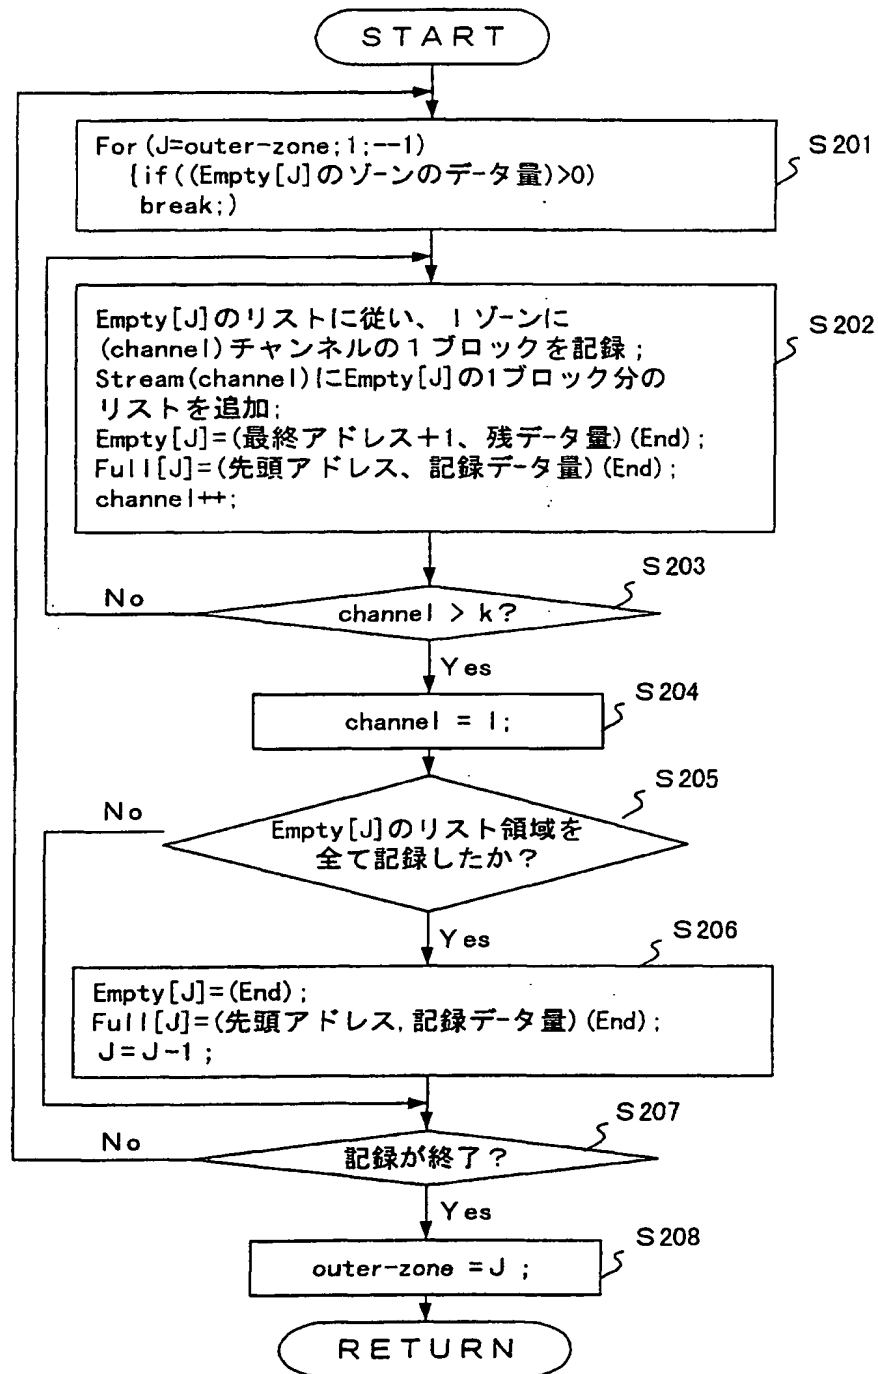 START
For(J=outer-zone;1;--1)
{if((Empty[J]のゾーンのデータ量)>0)
break;)
S201
Empty[J]のリストに従い、1ゾーンに
(channel)チャンネルの1ブロックを記録;
Stream(channel)にEmpty[J]の1ブロック分の
リストを追加;
Empty[J]=(最終アドレス+1、残データ量)(End);
Full[J]=(先頭アドレス、記録データ量)(End);
channel++;
S202
S203
No
channel > k?
Yes
S204
channel = 1;
S205
No
Empty[J]のリスト領域を
全て記録したか?
Yes
S206
Empty[J]=(End);
Full[J]=(先頭アドレス,記録データ量)(End);
J=J-1;
S207
No
記録が終了?
Yes
S208
outer-zone =J ;
RETURN